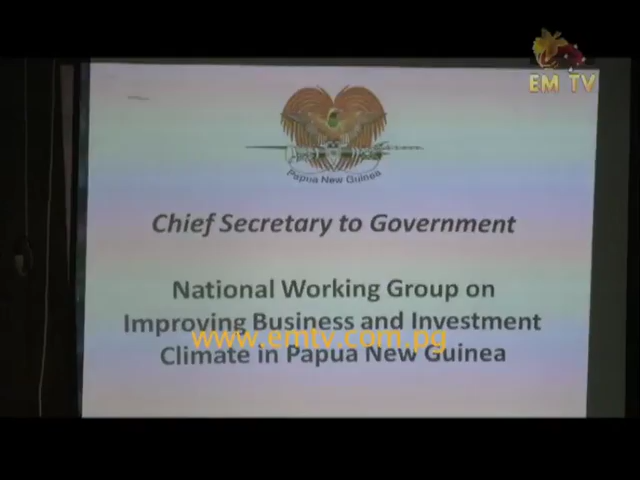 EM TV
Papua New Guinea
Chief Secretary to Government
National Working Group on
Improving Business and Investment
www.emtv.com.pg
Climate in Papua New Guinea